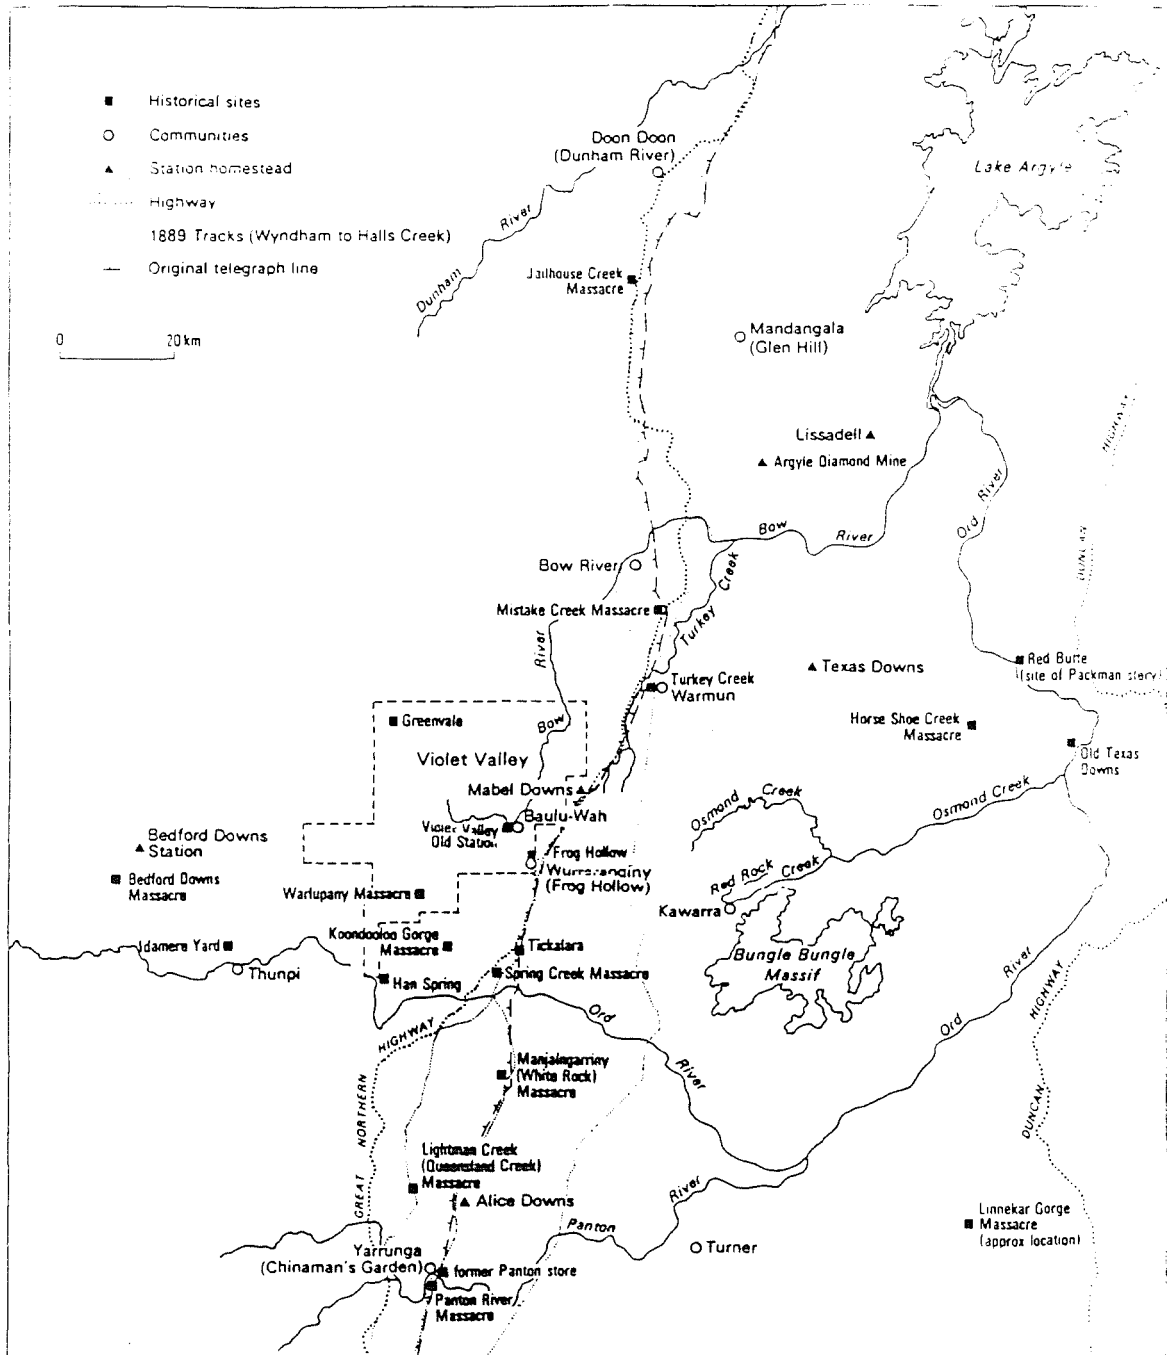 Historical sites
Communities
Station homestead
Highway
1889 Tracks (Wyndham to Halls Creek)
Original telegraph line
0 20 km
Doon Doon
(Dunham River)
Lake Argyle
Dunham River
Jailhouse Creek
Massacre
Mandangala
(Glen Hill)
HIGHWAY
Lissadell
Argyle Diamond Mine
Ord River
Bow River
DUNCAN
Bow River
Turkey Creek
Mistake Creek Massacre
River
Red Butte
(site of Packman story)
Texas Downs
Turkey Creek
Warmun
Greenvale
Bow
Horse Shoe Creek
Massacre
Old Texas
Downs
Violet Valley
Mabel Downs
Osmond Creek
Osmond Creek
Baulu-Wah
Violet Valley
Old Station
Bedford Downs
Station
Frog Hollow
(Frog Hollow)
Red Rock Creek
Bedford Downs
Massacre
Warlupany Massacre
Kawarra
Koondooloo Gorge
Massacre
Tickalara
Idamere Yard
Bungle Bungle
Massif
Thunpi
Han Spring
Spring Creek Massacre
Ord River
HIGHWAY
Ord
River
HIGHWAY
Manjaingarriny
(White Rock)
Massacre
NORTHERN
DUNCAN
Lightman Creek
(Queensland Creek)
Massacre
GREAT
Alice Downs
River
Panton
Linnekar Gorge
Massacre
(approx location)
Turner
Yarrunga
(Chinaman's Garden)
former Panton store
Panton River
Massacre